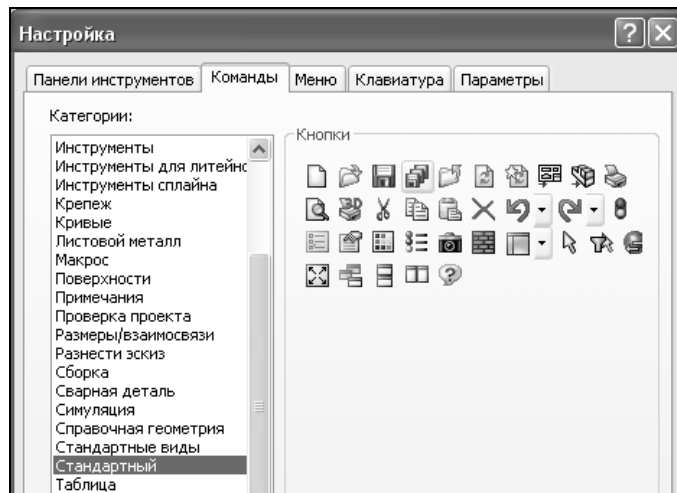 Настройка
Панели инструментов Команды Меню Клавиатура Параметры
Категории:
Кнопки
Инструменты
Инструменты для литейно
Инструменты сплайна
Крепеж
Кривые
Листовой металл
Макрос
Поверхности
Примечания
Проверка проекта
Размеры/взаимосвязи
Разнести эскиз
Сборка
Сварная деталь
Симуляция
Справочная геометрия
Стандартные виды
Стандартный
Таблица